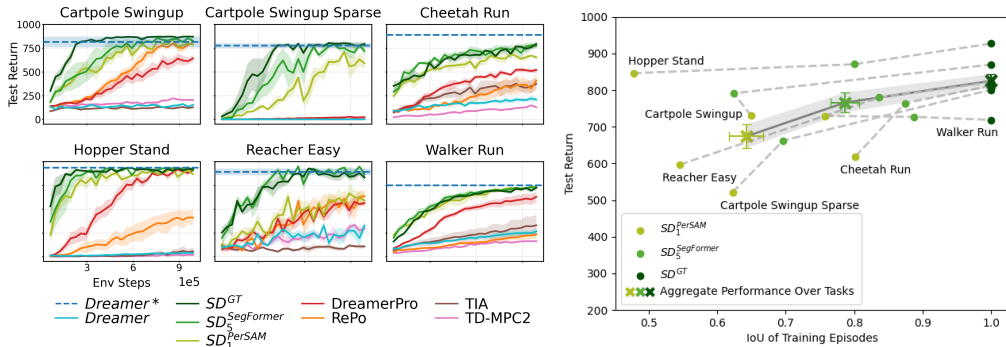 Cartpole Swingup
Cartpole Swingup Sparse
Cheetah Run
Test Return
1000
750
500
250
0
Hopper Stand
Reacher Easy
Walker Run
3
6
9
Env Steps
1e5
Dreamer *
Dreamer
SD^GT
SD_5^SegFormer
SD_1^PerSAM
DreamerPro
RePo
TIA
TD-MPC2
Test Return
1000
900
800
700
600
500
400
300
200
Hopper Stand
Cartpole Swingup
Walker Run
Cheetah Run
Reacher Easy
Cartpole Swingup Sparse
SD_1^PerSAM
SD_5^SegFormer
SD^GT
Aggregate Performance Over Tasks
0.5
0.6
0.7
0.8
0.9
1.0
IoU of Training Episodes